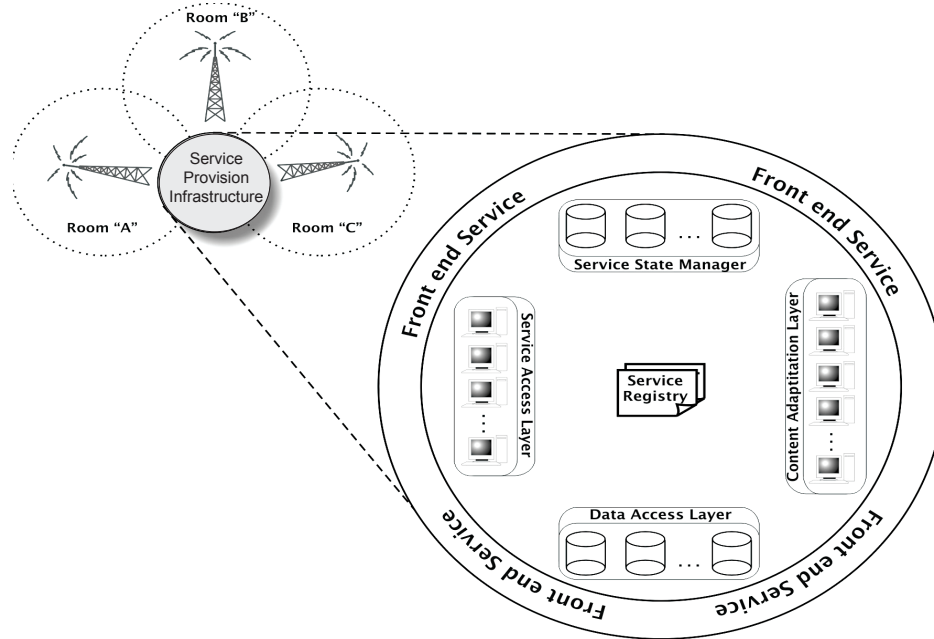 Room “B”
Service
Provision
Infrastructure
Room “A”
Room “C”
Front end Service
Front end Service
Service State Manager
Service Access Layer
Service
Registry
Content Adaptitation Layer
Data Access Layer
Front end Service
Front end Service